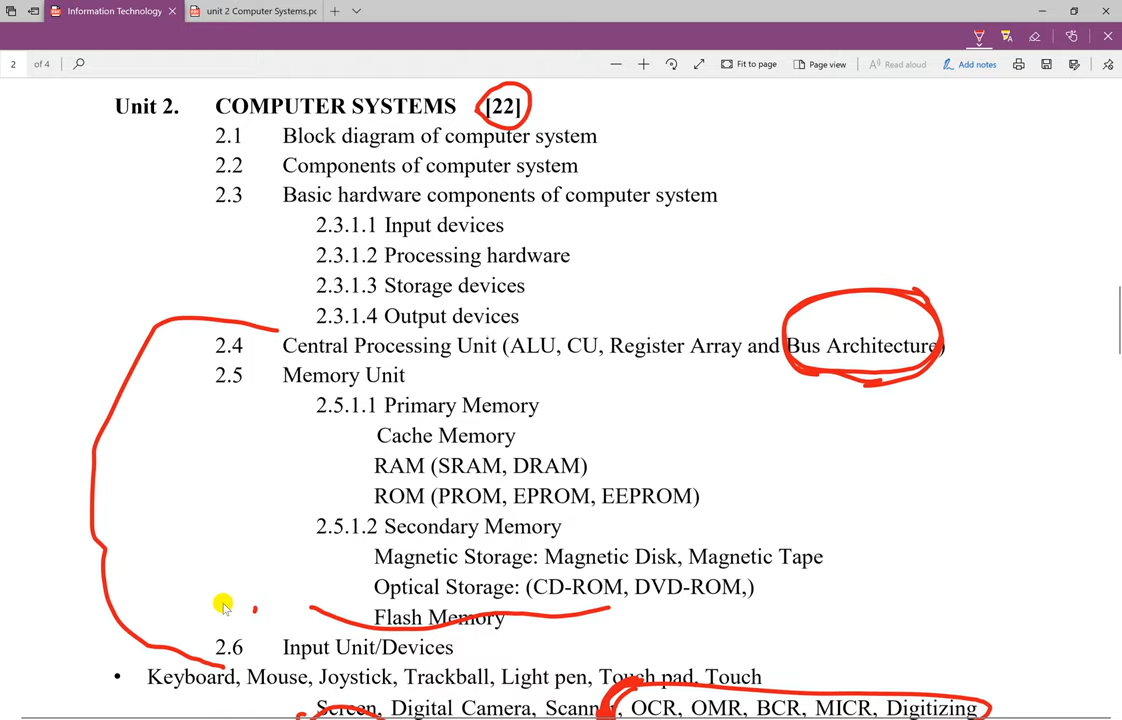 Information Technology
unit 2 Computer Systems.pc
2 of 4
Fit to page
Page view
Read aloud
Add notes
Unit 2. COMPUTER SYSTEMS [22]
2.1 Block diagram of computer system
2.2 Components of computer system
2.3 Basic hardware components of computer system
2.3.1.1 Input devices
2.3.1.2 Processing hardware
2.3.1.3 Storage devices
2.3.1.4 Output devices
2.4 Central Processing Unit (ALU, CU, Register Array and Bus Architecture)
2.5 Memory Unit
2.5.1.1 Primary Memory
Cache Memory
RAM (SRAM, DRAM)
ROM (PROM, EPROM, EEPROM)
2.5.1.2 Secondary Memory
Magnetic Storage: Magnetic Disk, Magnetic Tape
Optical Storage: (CD-ROM, DVD-ROM,)
Flash Memory
2.6 Input Unit/Devices
• Keyboard, Mouse, Joystick, Trackball, Light pen, Touch pad, Touch
Screen, Digital Camera, Scanner, OCR, OMR, BCR, MICR, Digitizing